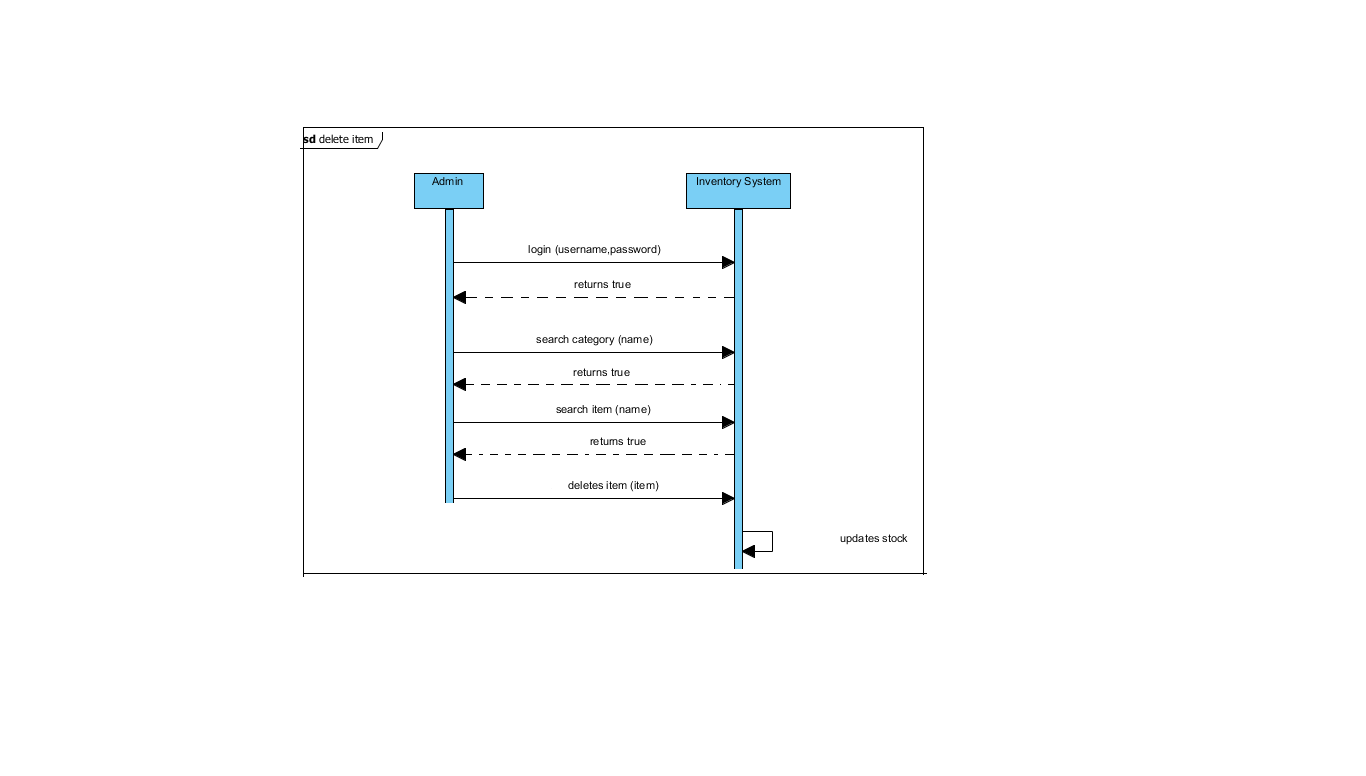 sd delete item
Admin
Inventory System
login (username,password)
returns true
search category (name)
returns true
search item (name)
returns true
deletes item (item)
updates stock